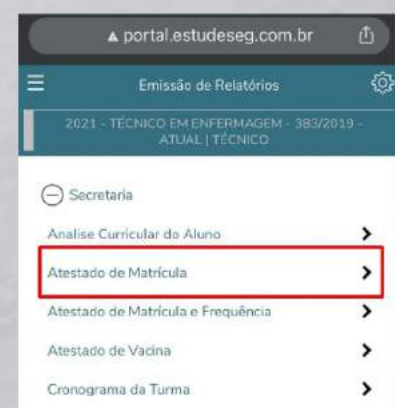 portal.estudeseg.com.br
Emissão de Relatórios
2021 - TÉCNICO EM ENFERMAGEM - 383/2019 -
ATUAL | TÉCNICO
Secretaria
Analise Curricular do Aluno
Atestado de Matrícula
Atestado de Matrícula e Frequência
Atestado de Vacina
Cronograma da Turma